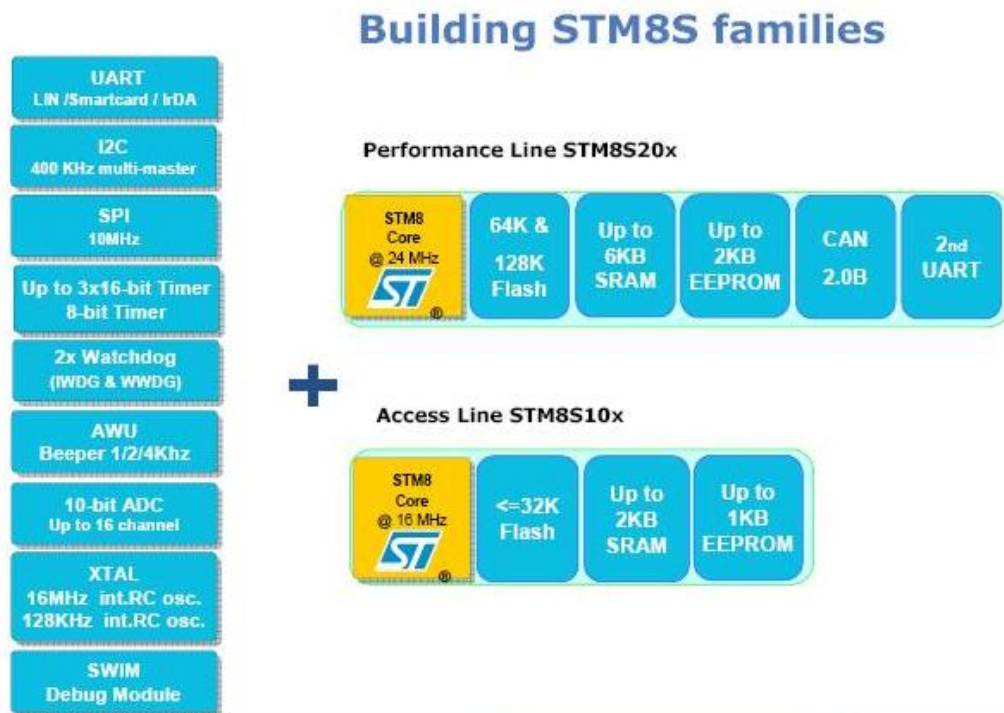 Building STM8S families
UART
LIN /Smartcard / IrDA
I2C
400 KHz multi-master
SPI
10MHz
Up to 3x16-bit Timer
8-bit Timer
2x Watchdog
(IWDG & WWDG)
AWU
Beeper 1/2/4Khz
10-bit ADC
Up to 16 channel
XTAL
16MHz int.RC osc.
128KHz int.RC osc.
SWIM
Debug Module
+
Performance Line STM8S20x
STM8
Core
@ 24 MHz
ST
®
64K &
128K
Flash
Up to
6KB
SRAM
Up to
2KB
EEPROM
CAN
2.0B
2nd
UART
Access Line STM8S10x
STM8
Core
@ 16 MHz
ST
®
<=32K
Flash
Up to
2KB
SRAM
Up to
1KB
EEPROM